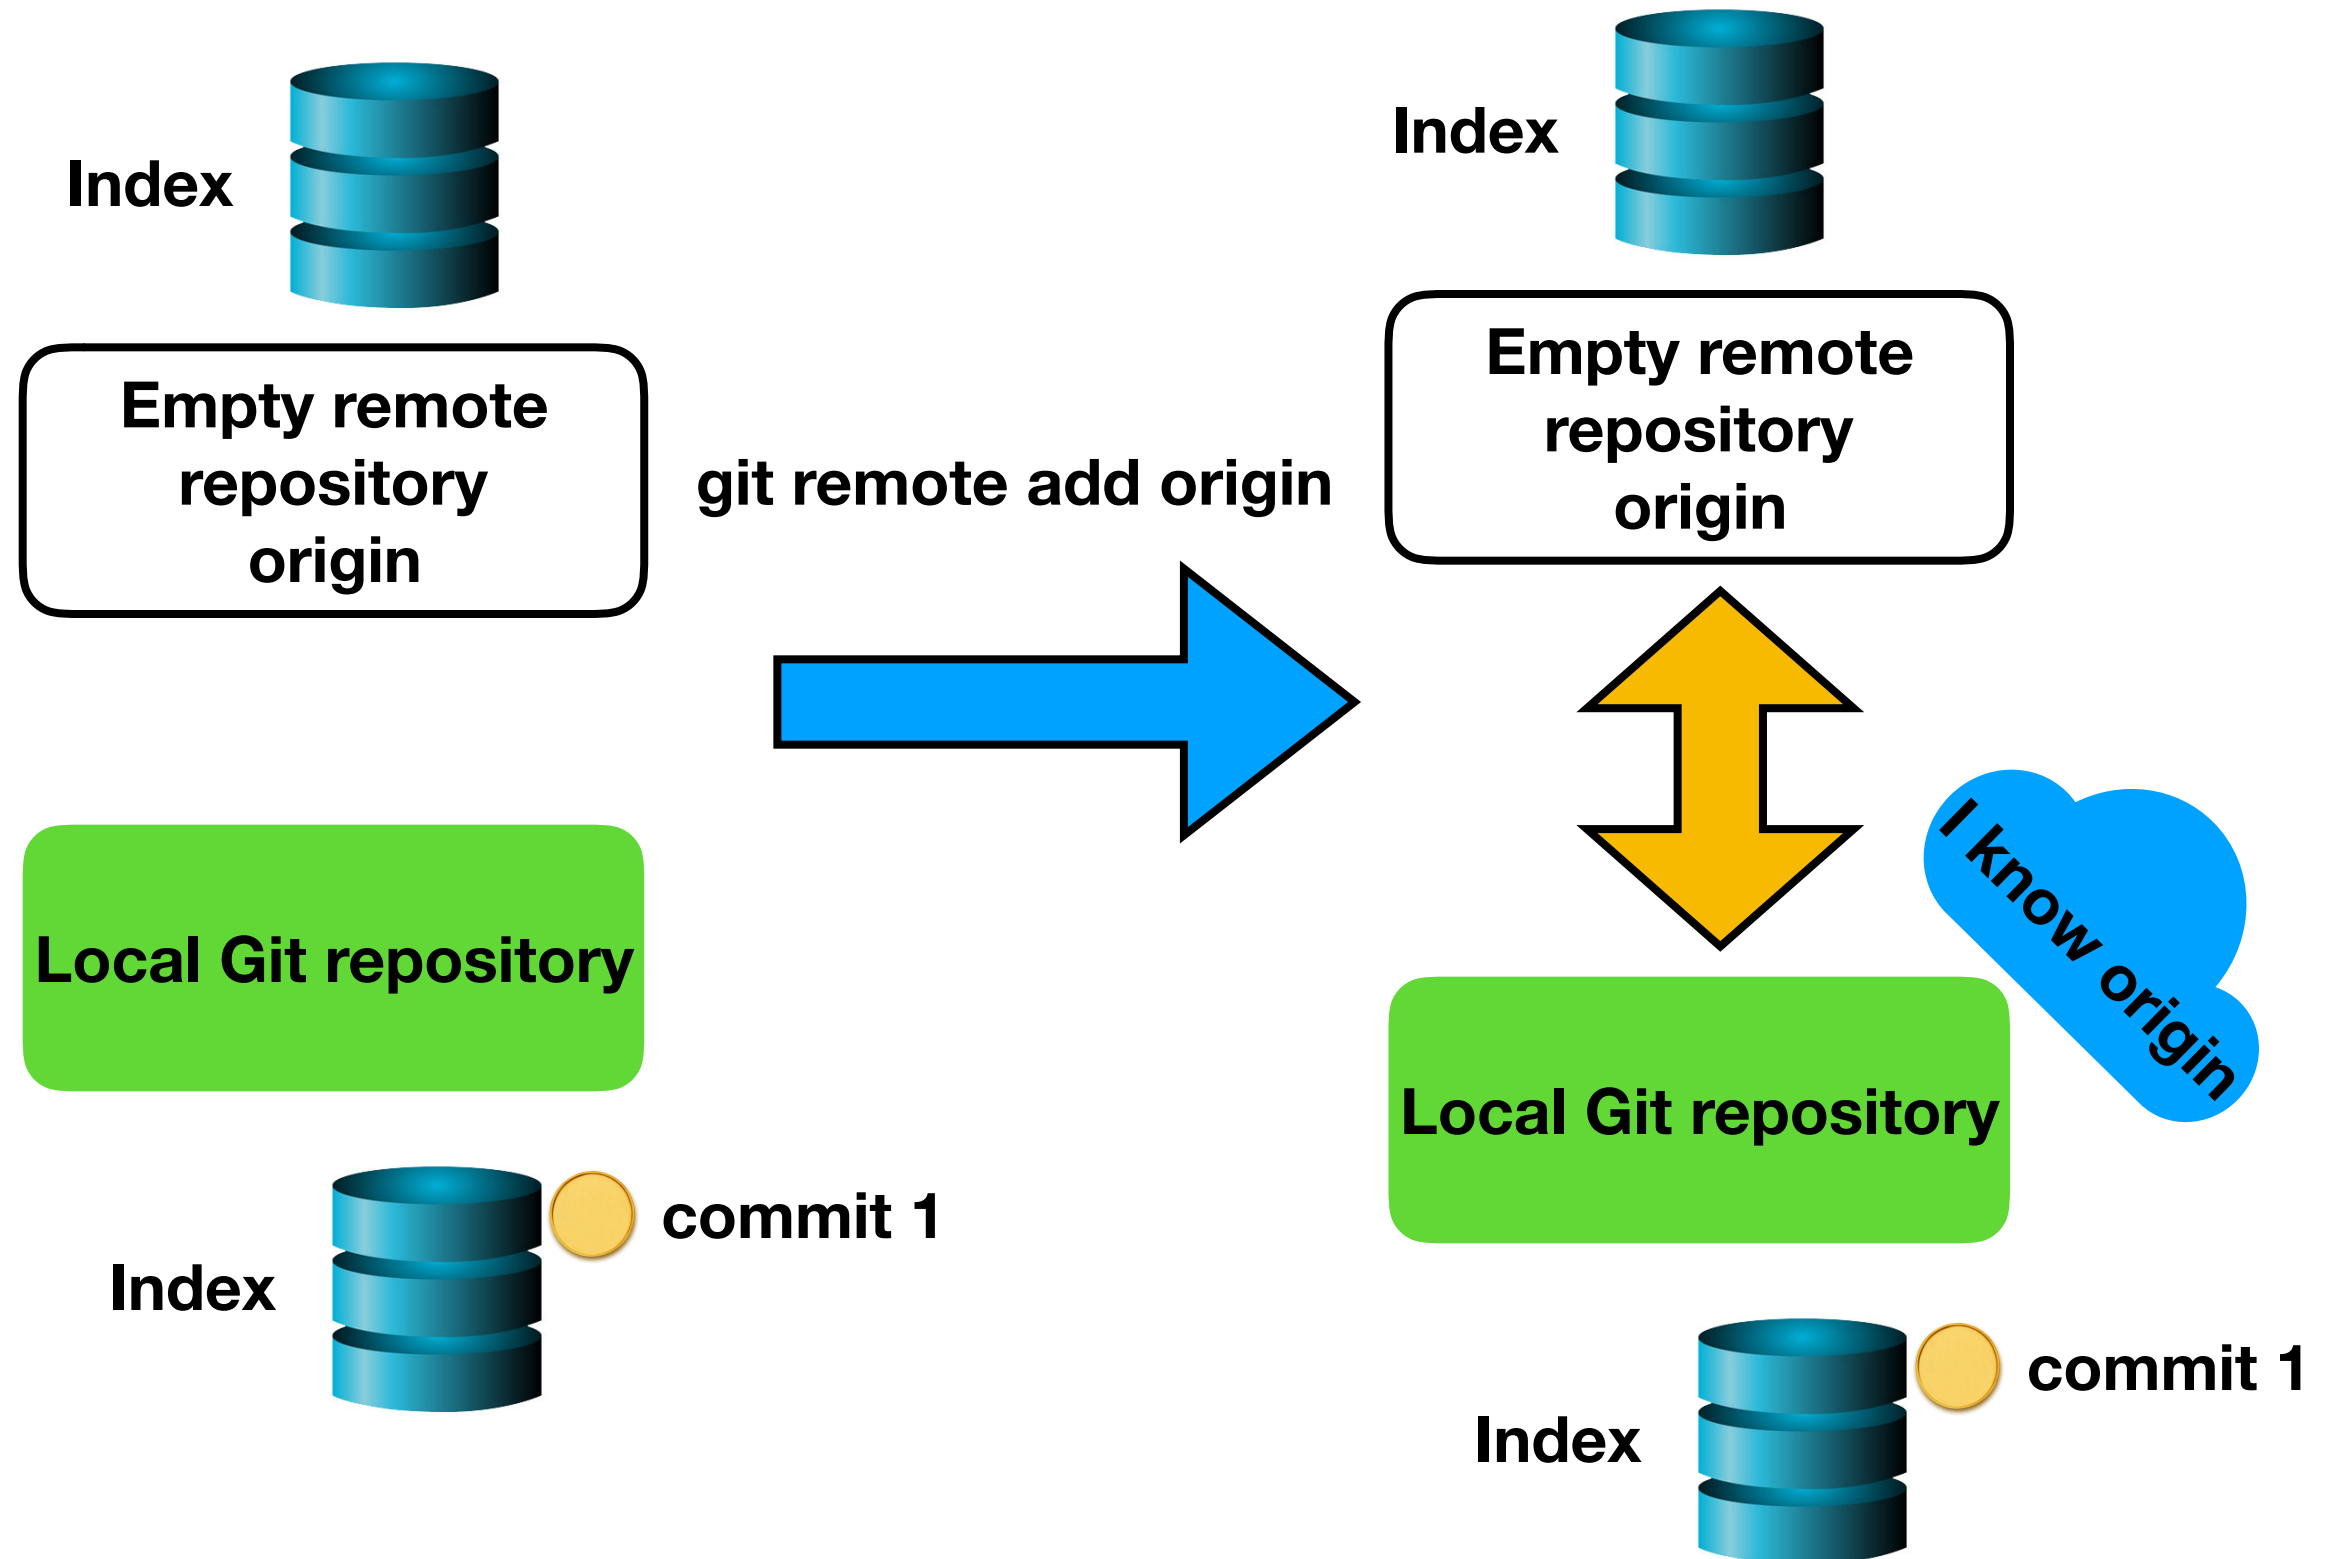 Index
Empty remote
repository
origin
Local Git repository
Index
commit 1
git remote add origin
Index
Empty remote
repository
origin
I know origin
Local Git repository
Index
commit 1